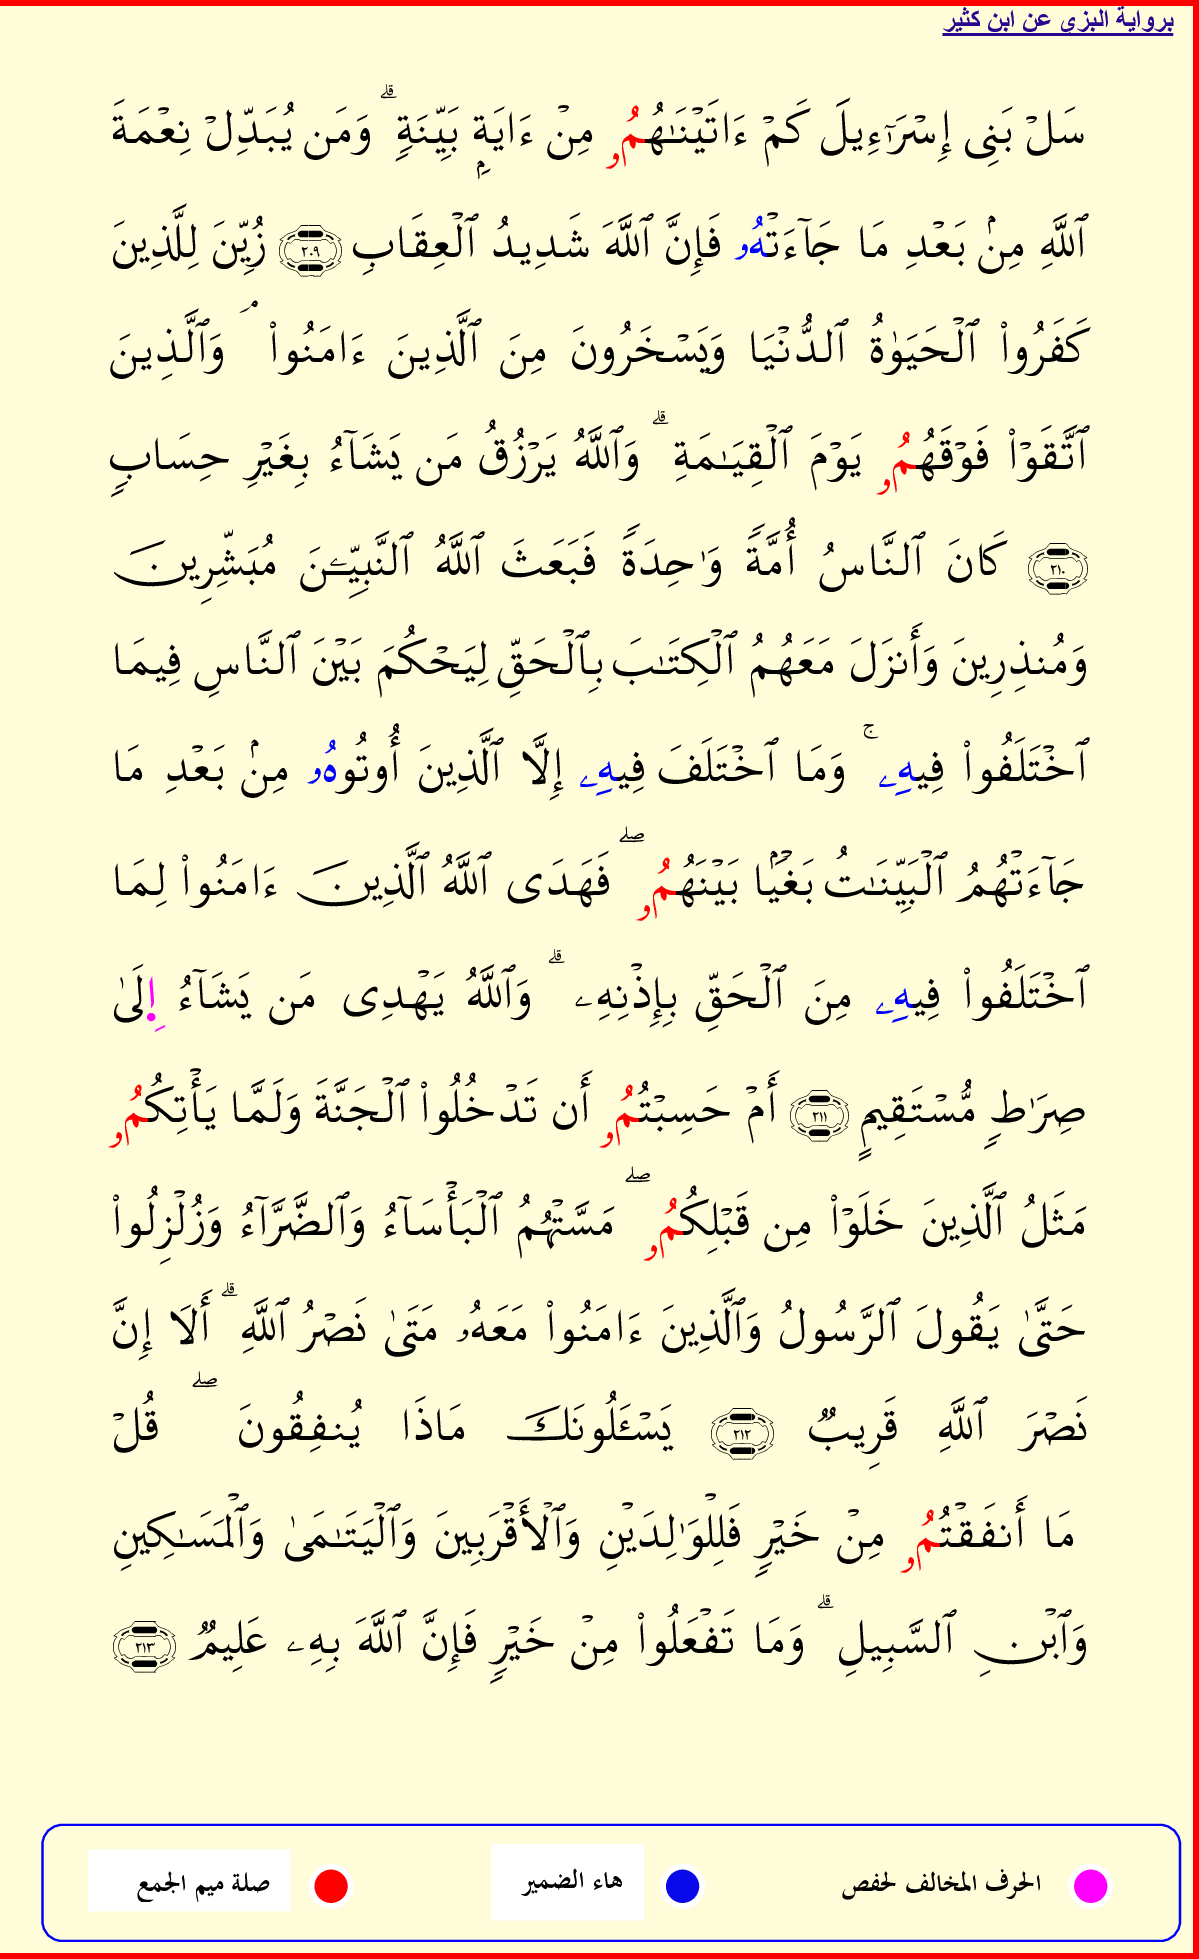 برواية البزي عن ابن كثير
سَلْ بَنِى إِسْرَٰٓءِيلَ كَمْ ءَاتَيْنَـٰهُمُۥ مِنْ ءَايَةٍۭ بَيِّنَةٍ ۗ وَمَن يُبَدِّلْ نِعْمَةَ
ٱللَّهِ مِنۢ بَعْدِ مَا جَآءَتْهُۥ فَإِنَّ ٱللَّهَ شَدِيدُ ٱلْعِقَابِ ٢٠٩ زُيِّنَ لِلَّذِينَ
كَفَرُوا۟ ٱلْحَيَوٰةُ ٱلدُّنْيَا وَيَسْخَرُونَ مِنَ ٱلَّذِينَ ءَامَنُوا۟ ۘ وَٱلَّذِينَ
ٱتَّقَوْا۟ فَوْقَهُمُۥ يَوْمَ ٱلْقِيَـٰمَةِ ۗ وَٱللَّهُ يَرْزُقُ مَن يَشَآءُ بِغَيْرِ حِسَابٍ
٢١٠ كَانَ ٱلنَّاسُ أُمَّةً وَٰحِدَةً فَبَعَثَ ٱللَّهُ ٱلنَّبِيِّـۧنَ مُبَشِّرِينَ
وَمُنذِرِينَ وَأَنزَلَ مَعَهُمُ ٱلْكِتَـٰبَ بِٱلْحَقِّ لِيَحْكُمَ بَيْنَ ٱلنَّاسِ فِيمَا
ٱخْتَلَفُوا۟ فِيهِۦ ۚ وَمَا ٱخْتَلَفَ فِيهِۦ إِلَّا ٱلَّذِينَ أُوتُوهُۥ مِنۢ بَعْدِ مَا
جَآءَتْهُمُ ٱلْبَيِّنَـٰتُ بَغْيَۢا بَيْنَهُمُۥ ۖ فَهَدَى ٱللَّهُ ٱلَّذِينَ ءَامَنُوا۟ لِمَا
ٱخْتَلَفُوا۟ فِيهِۦ مِنَ ٱلْحَقِّ بِإِذْنِهِۦ ۗ وَٱللَّهُ يَهْدِى مَن يَشَآءُ اِ۪لَىٰ
صِرَٰطٍ مُّسْتَقِيمٍ ٢١١ أَمْ حَسِبْتُمُۥ أَن تَدْخُلُوا۟ ٱلْجَنَّةَ وَلَمَّا يَأْتِكُمُۥ
مَثَلُ ٱلَّذِينَ خَلَوْا۟ مِن قَبْلِكُمُۥ ۖ مَسَّتْهُمُ ٱلْبَأْسَآءُ وَٱلضَّرَّآءُ وَزُلْزِلُوا۟
حَتَّىٰ يَقُولَ ٱلرَّسُولُ وَٱلَّذِينَ ءَامَنُوا۟ مَعَهُۥ مَتَىٰ نَصْرُ ٱللَّهِ ۗ أَلَا إِنَّ
نَصْرَ ٱللَّهِ قَرِيبٌ ٢١٢ يَسْـَٔلُونَكَ مَاذَا يُنفِقُونَ ۖ قُلْ
مَا أَنفَقْتُمُۥ مِنْ خَيْرٍ فَلِلْوَٰلِدَيْنِ وَٱلْأَقْرَبِينَ وَٱلْيَتَـٰمَىٰ وَٱلْمَسَـٰكِينِ
وَٱبْنِ ٱلسَّبِيلِ ۗ وَمَا تَفْعَلُوا۟ مِنْ خَيْرٍ فَإِنَّ ٱللَّهَ بِهِۦ عَلِيمٌ ٢١٣
الحرف المخالف لحفص هاء الضمير صلة ميم الجمع